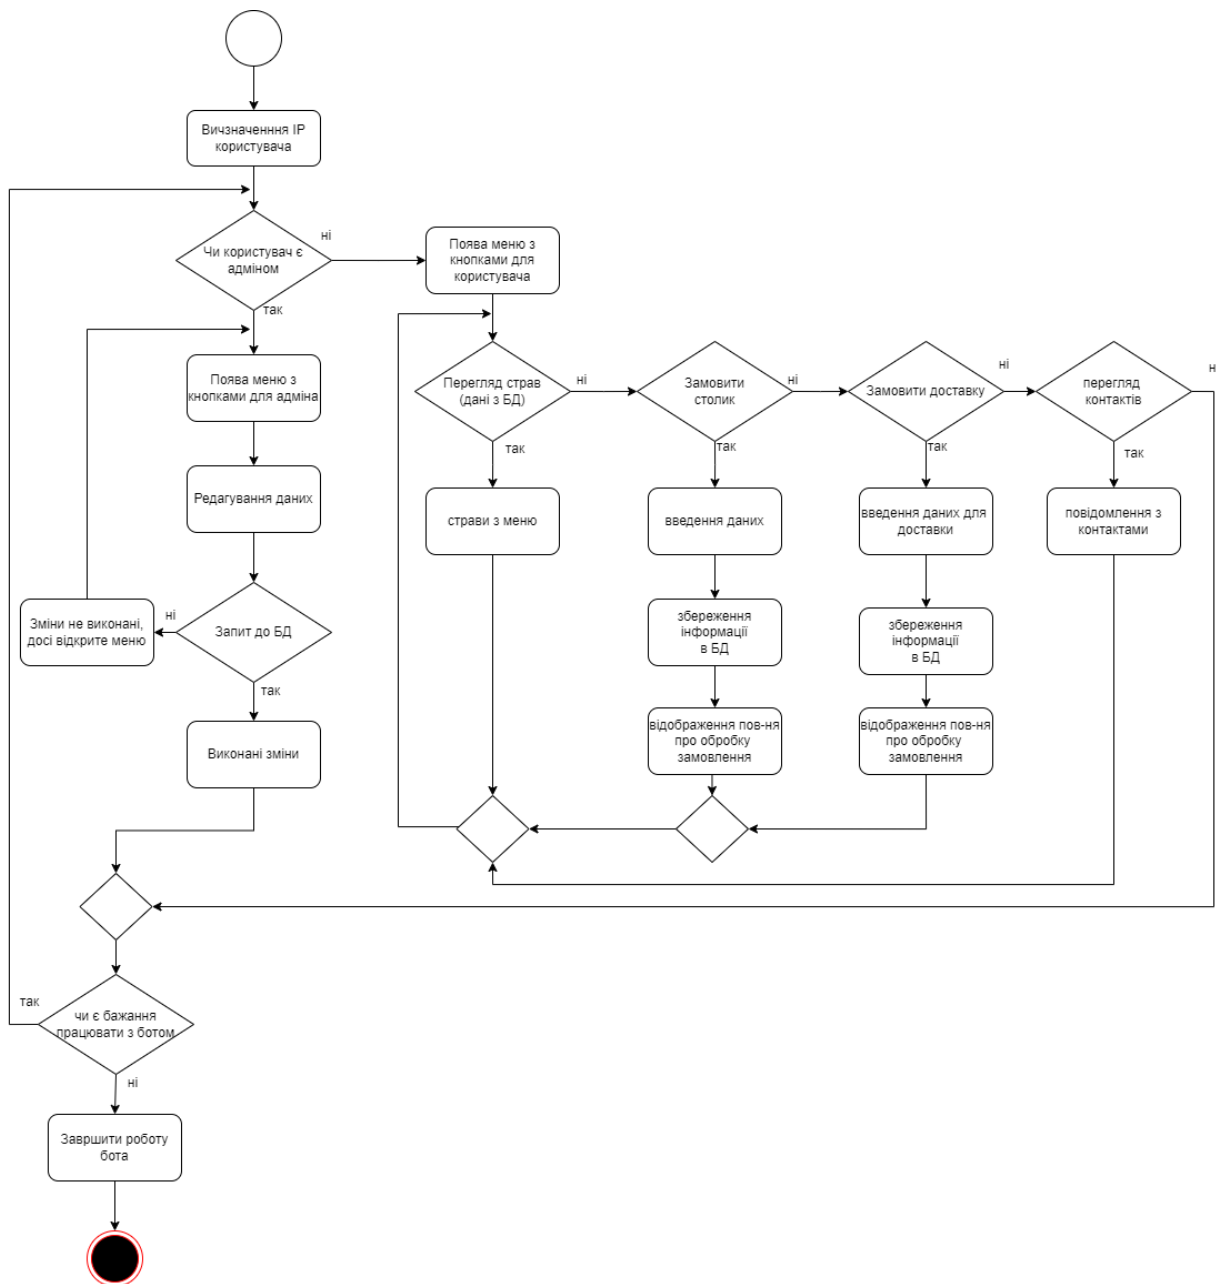 Вичзначенння IP
користувача
Чи користувач є
адміном
ні
так
Поява меню з
кнопками для
користувача
Поява меню з
кнопками для адміна
Редагування даних
Запит до БД
ні
так
Зміни не виконані,
досі відкрите меню
Виконані зміни
Перегляд страв
(дані з БД)
ні
так
Замовити
столик
ні
так
Замовити доставку
ні
так
перегляд
контактів
н
так
страви з меню
введення даних
введення даних для
доставки
повідомлення з
контактами
збереження
інформації
в БД
збереження
інформації
в БД
відображення пов-ня
про обробку
замовлення
відображення пов-ня
про обробку
замовлення
так
чи є бажання
працювати з ботом
ні
Завршити роботу
бота